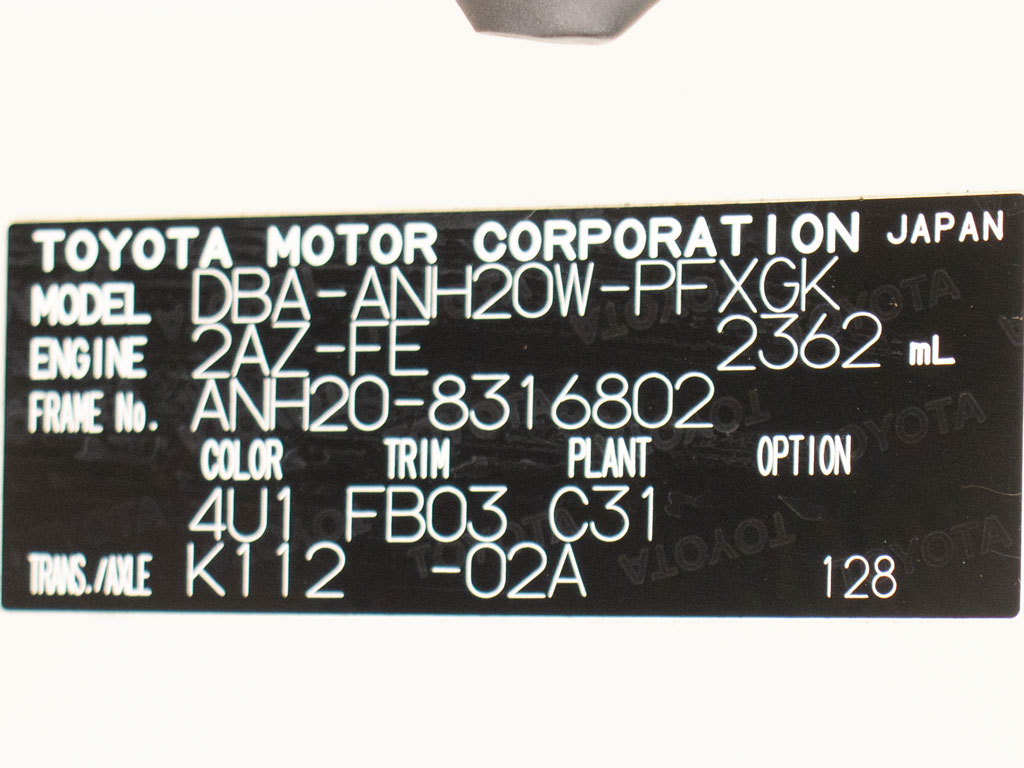 TOYOTA MOTOR CORPORATION JAPAN
MODEL DBA-ANH20W-PFXGK
ENGINE 2AZ-FE 2362 mL
FRAME No. ANH20-8316802
COLOR TRIM PLANT OPTION
4U1 FB03 C31
TRANS./AXLE K112 -02A 128